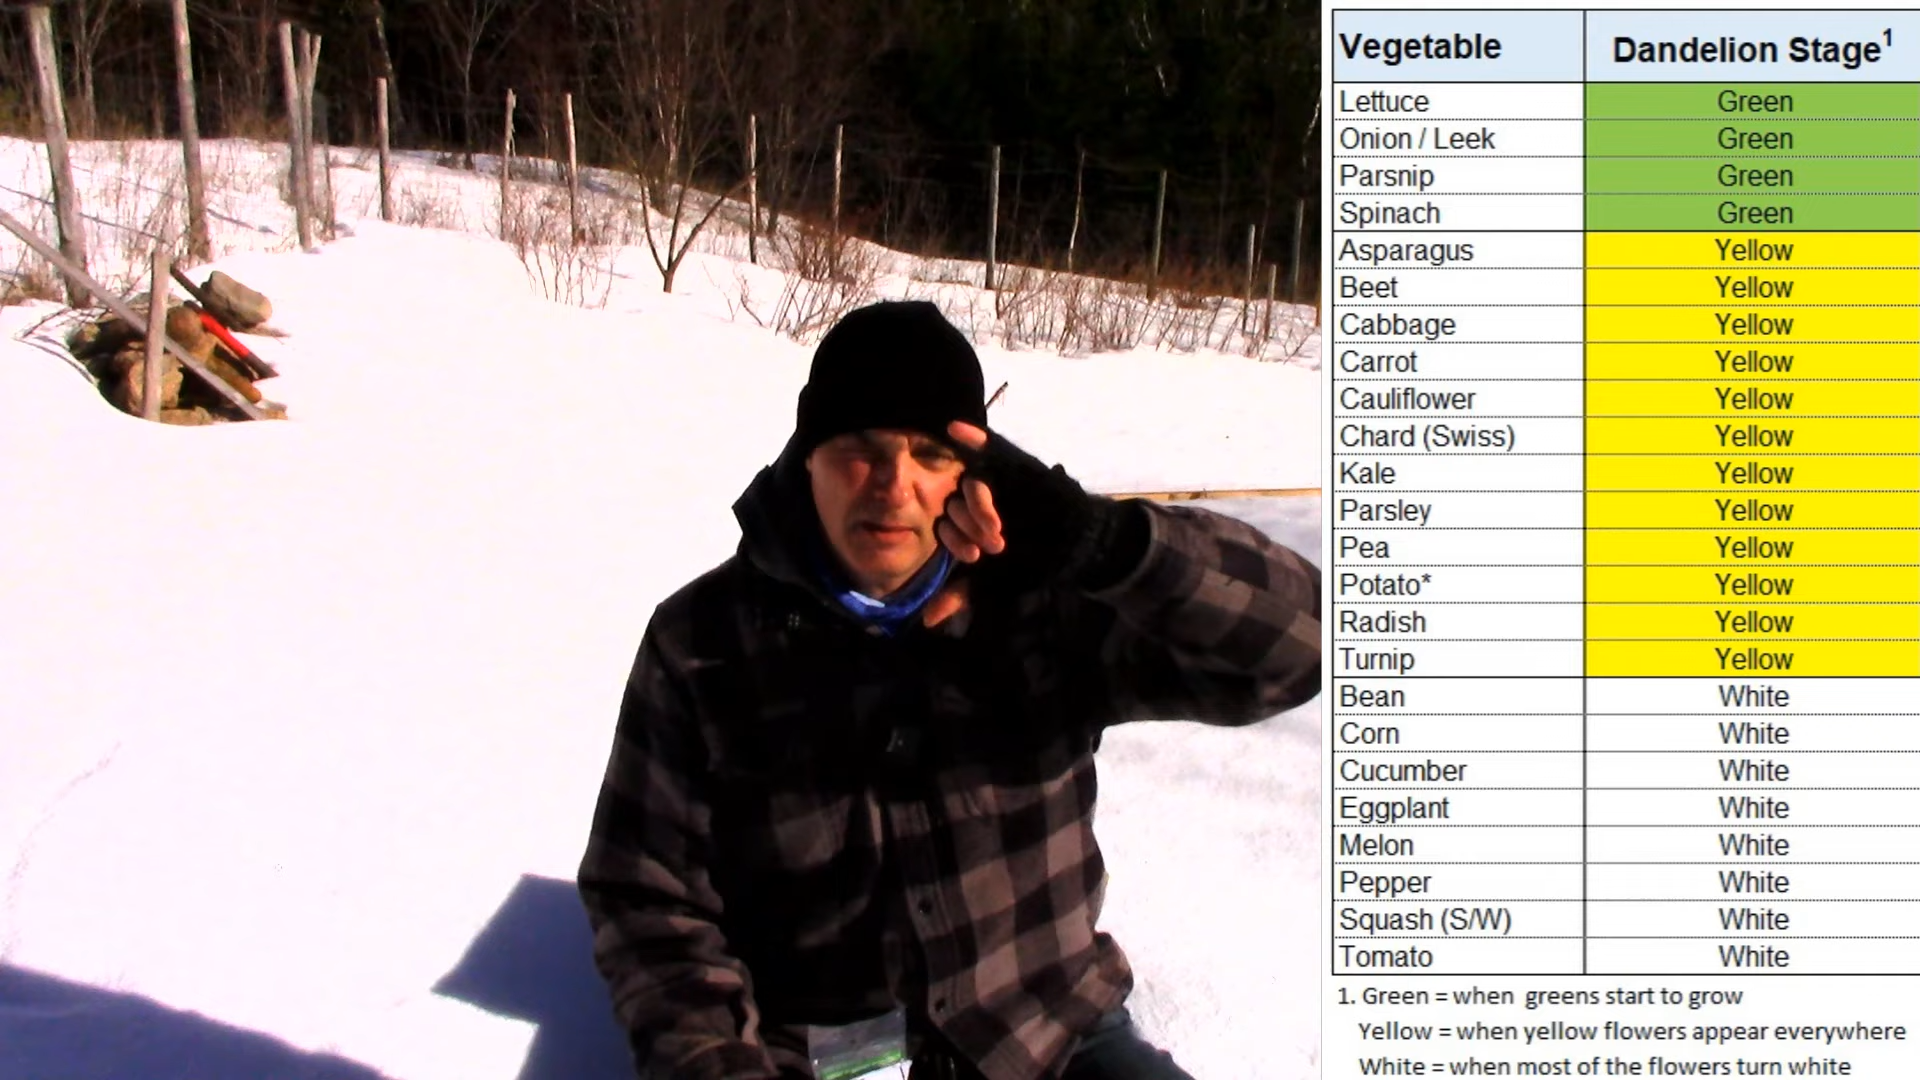 Vegetable Dandelion Stage1
Lettuce Green
Onion / Leek Green
Parsnip Green
Spinach Green
Asparagus Yellow
Beet Yellow
Cabbage Yellow
Carrot Yellow
Cauliflower Yellow
Chard (Swiss) Yellow
Kale Yellow
Parsley Yellow
Pea Yellow
Potato* Yellow
Radish Yellow
Turnip Yellow
Bean White
Corn White
Cucumber White
Eggplant White
Melon White
Pepper White
Squash (S/W) White
Tomato White
1. Green = when greens start to grow
Yellow = when yellow flowers appear everywhere
White = when most of the flowers turn white